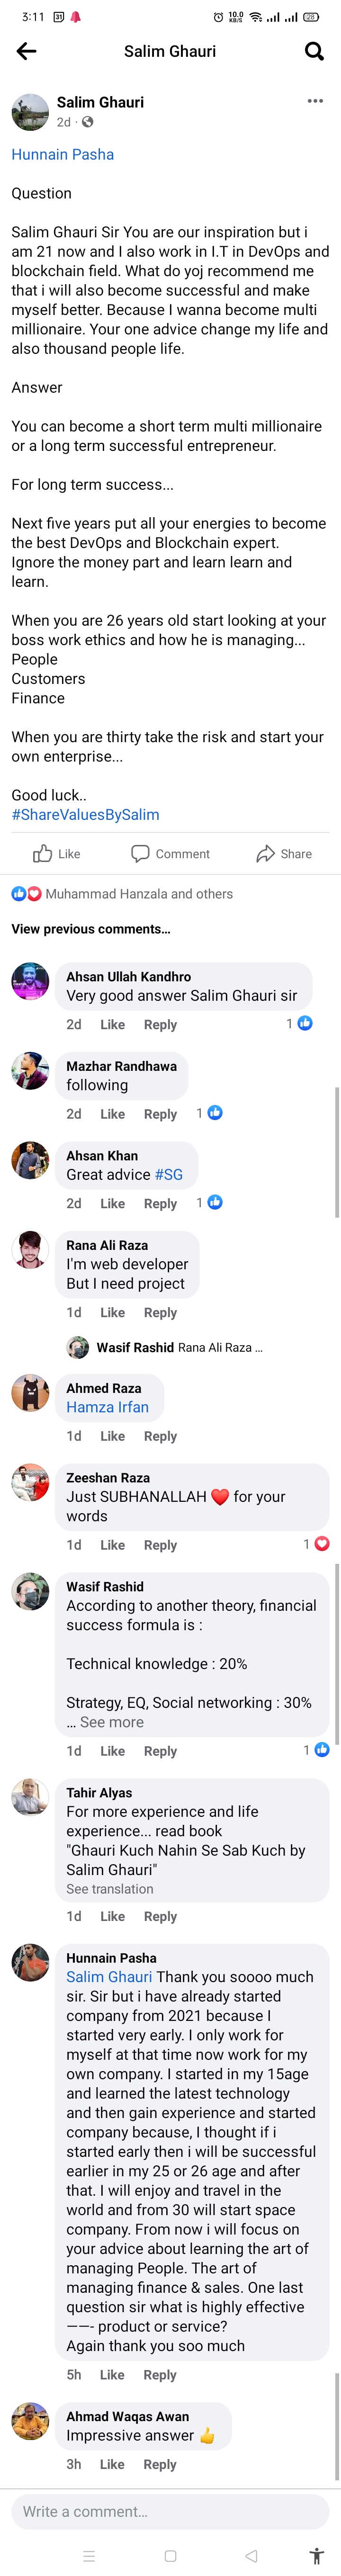 3:11 31 10.0 KB/S 28
Salim Ghauri
Salim Ghauri
2d ·
Hunnain Pasha
Question
Salim Ghauri Sir You are our inspiration but i
am 21 now and I also work in I.T in DevOps and
blockchain field. What do yoj recommend me
that i will also become successful and make
myself better. Because I wanna become multi
millionaire. Your one advice change my life and
also thousand people life.
Answer
You can become a short term multi millionaire
or a long term successful entrepreneur.
For long term success...
Next five years put all your energies to become
the best DevOps and Blockchain expert.
Ignore the money part and learn learn and
learn.
When you are 26 years old start looking at your
boss work ethics and how he is managing...
People
Customers
Finance
When you are thirty take the risk and start your
own enterprise...
Good luck..
#ShareValuesBySalim
Like Comment Share
Muhammad Hanzala and others
View previous comments...
Ahsan Ullah Kandhro
Very good answer Salim Ghauri sir
2d Like Reply 1
Mazhar Randhawa
following
2d Like Reply 1
Ahsan Khan
Great advice #SG
2d Like Reply 1
Rana Ali Raza
I'm web developer
But I need project
1d Like Reply
Wasif Rashid Rana Ali Raza ...
Ahmed Raza
Hamza Irfan
1d Like Reply
Zeeshan Raza
Just SUBHANALLAH ❤️ for your
words
1d Like Reply 1
Wasif Rashid
According to another theory, financial
success formula is :
Technical knowledge : 20%
Strategy, EQ, Social networking : 30%
... See more
1d Like Reply 1
Tahir Alyas
For more experience and life
experience... read book
"Ghauri Kuch Nahin Se Sab Kuch by
Salim Ghauri"
See translation
1d Like Reply
Hunnain Pasha
Salim Ghauri Thank you soooo much
sir. Sir but i have already started
company from 2021 because I
started very early. I only work for
myself at that time now work for my
own company. I started in my 15age
and learned the latest technology
and then gain experience and started
company because, I thought if i
started early then i will be successful
earlier in my 25 or 26 age and after
that. I will enjoy and travel in the
world and from 30 will start space
company. From now i will focus on
your advice about learning the art of
managing People. The art of
managing finance & sales. One last
question sir what is highly effective
——- product or service?
Again thank you soo much
5h Like Reply
Ahmad Waqas Awan
Impressive answer 👍
3h Like Reply
Write a comment...